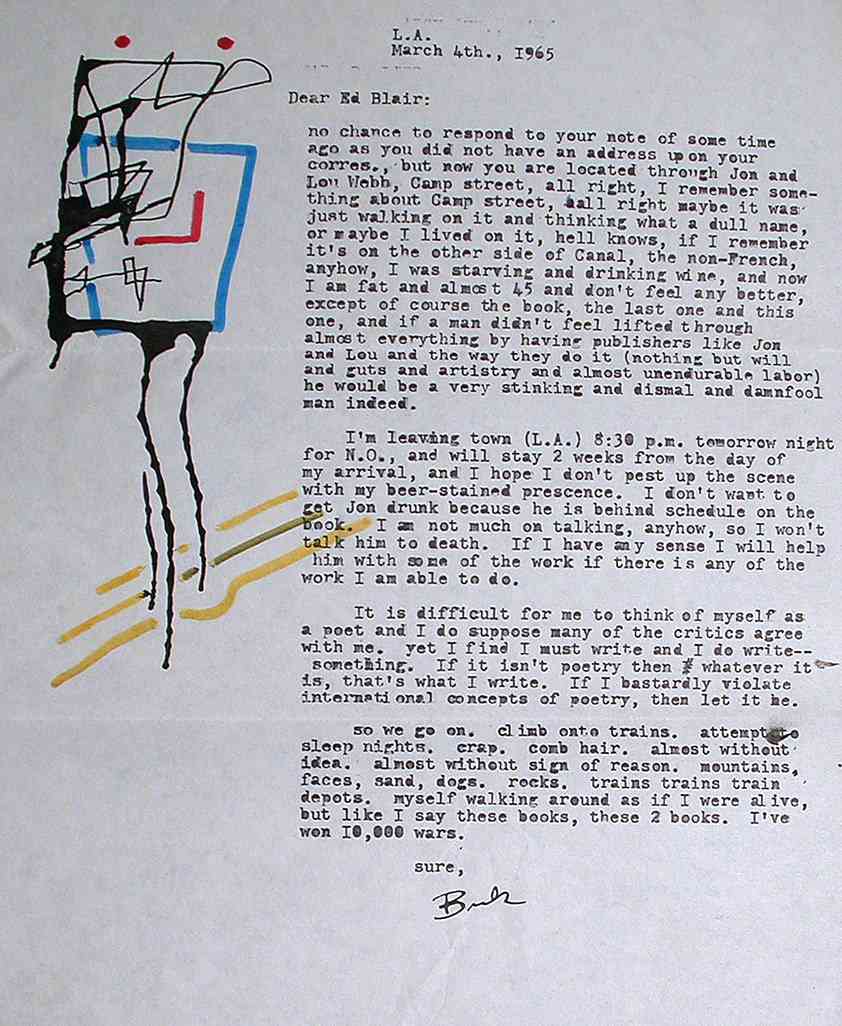 L.A.
March 4th., I965
Dear Ed Blair:
no chance to respond to your note of some time
ago as you did not have an address upon your
corres., but now you are located through Jon and
Lou Webb, Camp street, all right, I remember some-
thing about Camp street, aall right maybe it was
just walking on it and thinking what a dull name,
or maybe I lived on it, hell knows, if I remember
it's on the other side of Canal, the non-French,
anyhow, I was starving and drinking wine, and now
I am fat and almost 45 and don't feel any better,
except of course the book, the last one and this
one, and if a man didn't feel lifted through
almost everything by having publishers like Jon
and Lou and the way they do it (nothing but will
and guts and artistry and almost unendurable labor)
he would be a very stinking and dismal and damnfool
man indeed.
I'm leaving town (L.A.) 8:30 p.m. tomorrow night
for N.O., and will stay 2 weeks from the day of
my arrival, and I hope I don't pest up the scene
with my beer-stained prescence. I don't want to
get Jon drunk because he is behind schedule on the
book. I am not much on talking, anyhow, so I won't
talk him to death. If I have any sense I will help
him with some of the work if there is any of the
work I am able to do.
It is difficult for me to think of myself as
a poet and I do suppose many of the critics agree
with me. yet I find I must write and I do write--
something. If it isn't poetry then whatever it
is, that's what I write. If I bastardly violate
international concepts of poetry, then let it be.
so we go on. climb onto trains. attempt to
sleep nights. crap. comb hair. almost without
idea. almost without sign of reason. mountains,
faces, sand, dogs. rocks. trains trains train
depots. myself walking around as if I were alive,
but like I say these books, these 2 books. I've
won I0,000 wars.
sure,
Buk